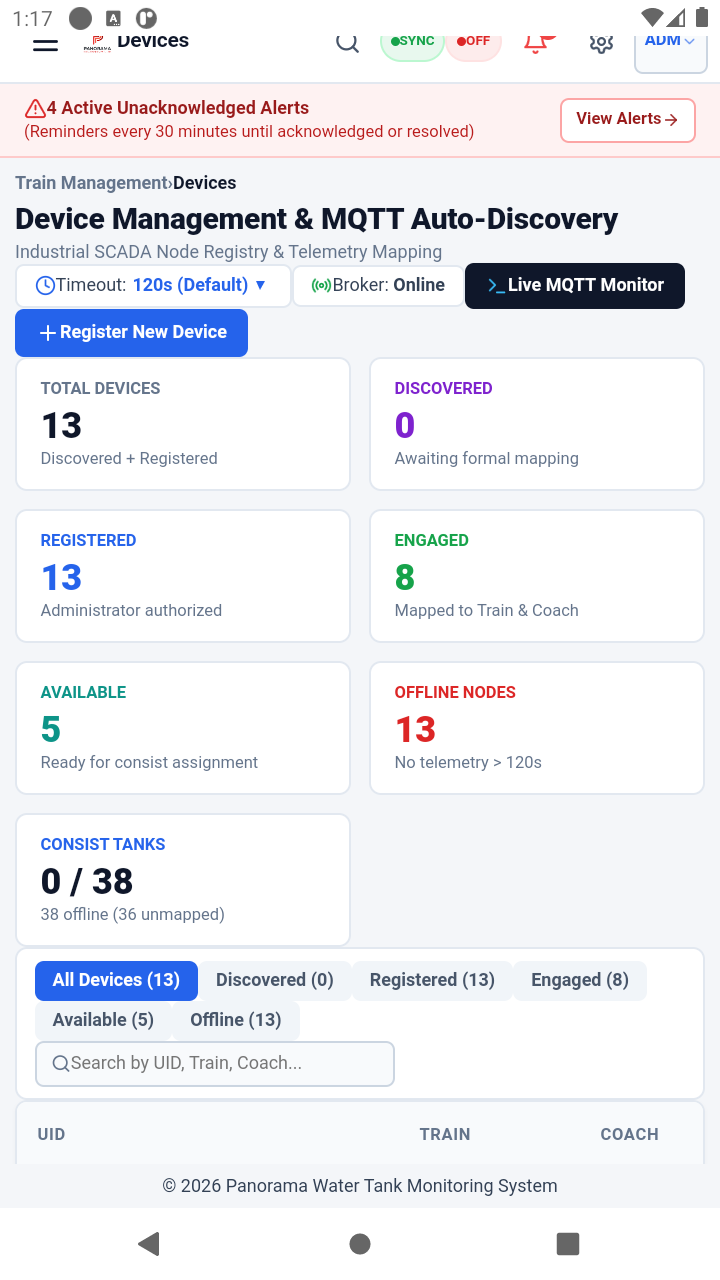 1:17
Devices
SYNC
OFF
ADM
4 Active Unacknowledged Alerts
(Reminders every 30 minutes until acknowledged or resolved)
View Alerts→
Train Management›Devices
Device Management & MQTT Auto-Discovery
Industrial SCADA Node Registry & Telemetry Mapping
Timeout: 120s (Default) ▼
Broker: Online
Live MQTT Monitor
Register New Device
TOTAL DEVICES
13
Discovered + Registered
DISCOVERED
0
Awaiting formal mapping
REGISTERED
13
Administrator authorized
ENGAGED
8
Mapped to Train & Coach
AVAILABLE
5
Ready for consist assignment
OFFLINE NODES
13
No telemetry > 120s
CONSIST TANKS
0 / 38
38 offline (36 unmapped)
All Devices (13)
Discovered (0)
Registered (13)
Engaged (8)
Available (5)
Offline (13)
Search by UID, Train, Coach...
UID
TRAIN
COACH
© 2026 Panorama Water Tank Monitoring System